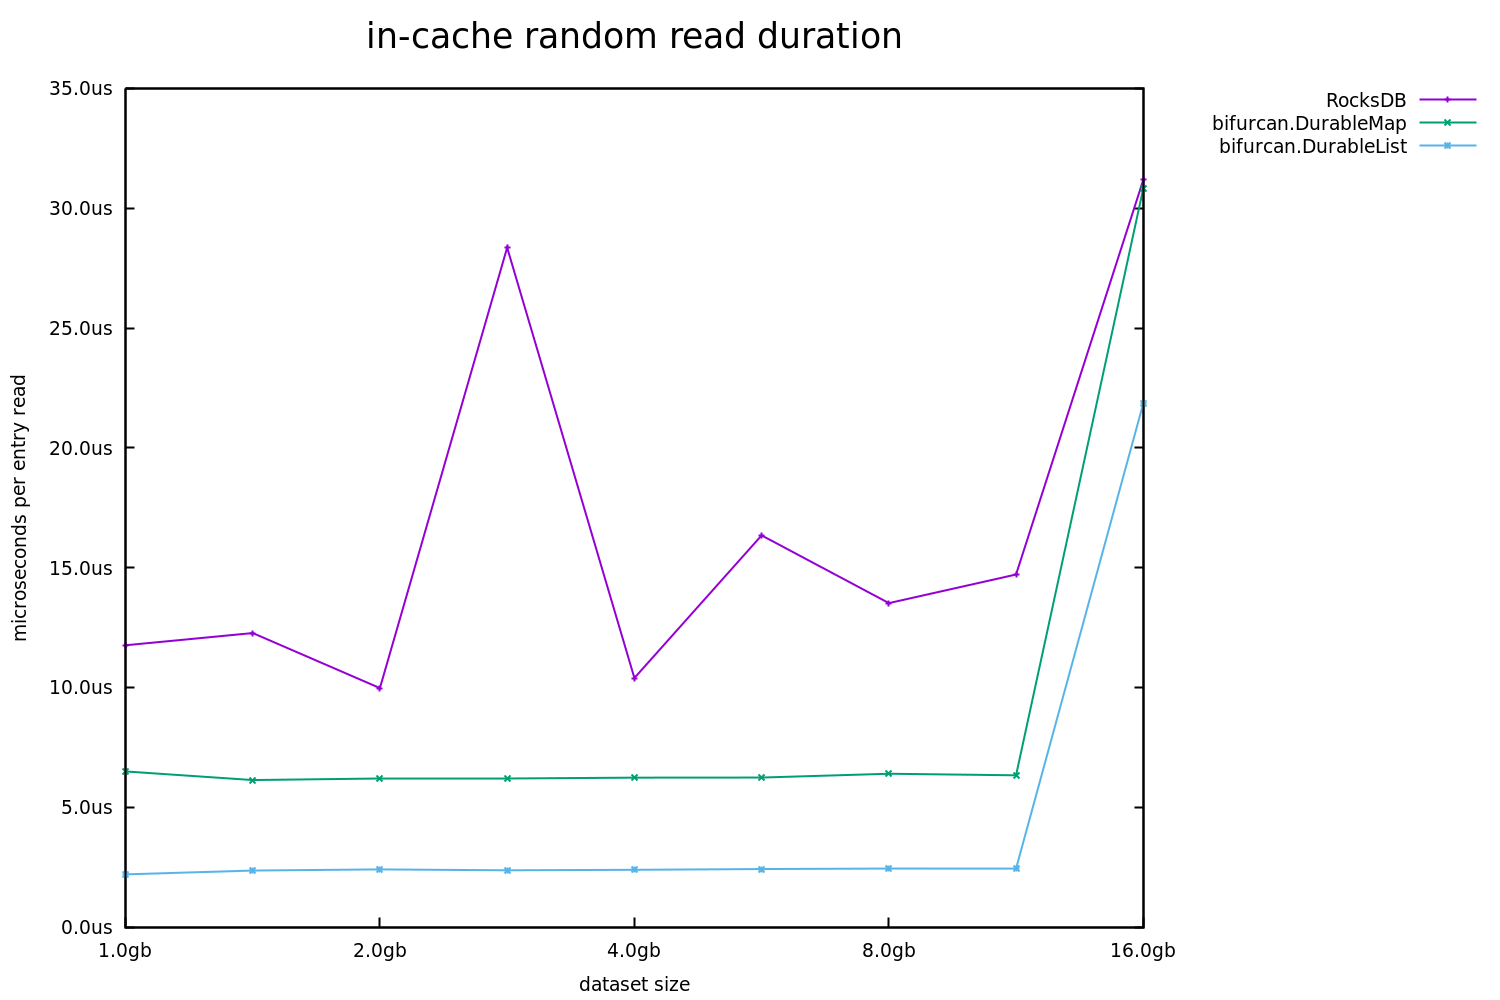 in-cache random read duration
RocksDB
bifurcan.DurableMap
bifurcan.DurableList
35.0us
30.0us
25.0us
20.0us
15.0us
10.0us
5.0us
0.0us
microseconds per entry read
1.0gb 2.0gb 4.0gb 8.0gb 16.0gb
dataset size